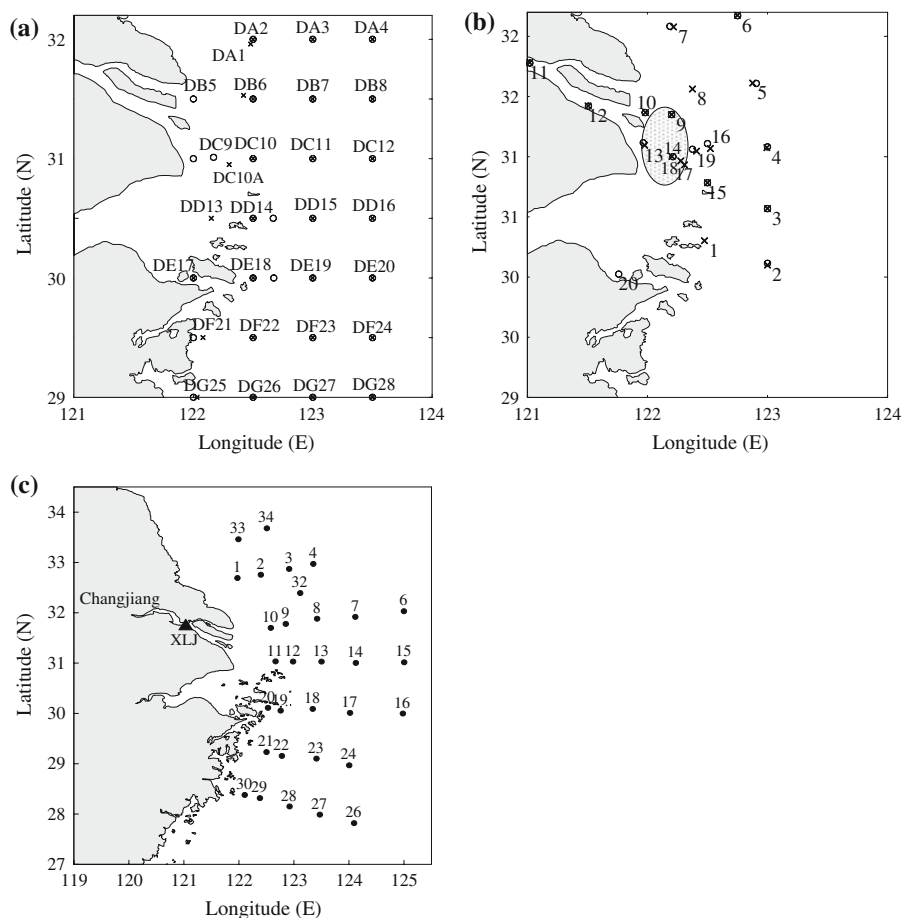 (a)
DA2 DA3 DA4
32
DA1
DB5 DB6 DB7 DB8
DC9 DC10 DC11 DC12
31
DC10A
DD13 DD14 DD15 DD16
DE17 DE18 DE19 DE20
30
DF21 DF22 DF23 DF24
DG25 DG26 DG27 DG28
29
121 122 123 124
Longitude (E)
Latitude (N)
(b)
6
7
11
5
32 8
12 10 9
16
13 14 19 4
31
18 17
15
3
31
1
2
30 20
30
29
121 122 123 124
Longitude (E)
Latitude (N)
(c)
34
34
33
33 1 2 3 4
32
Changjiang
32 10 9 8 7 6
XLJ
11 12 13 14 15
31
20 19 18 17 16
30
21 22 23 24
29
30 29 28 27 26
28
27
119 120 121 122 123 124 125
Longitude (E)
Latitude (N)